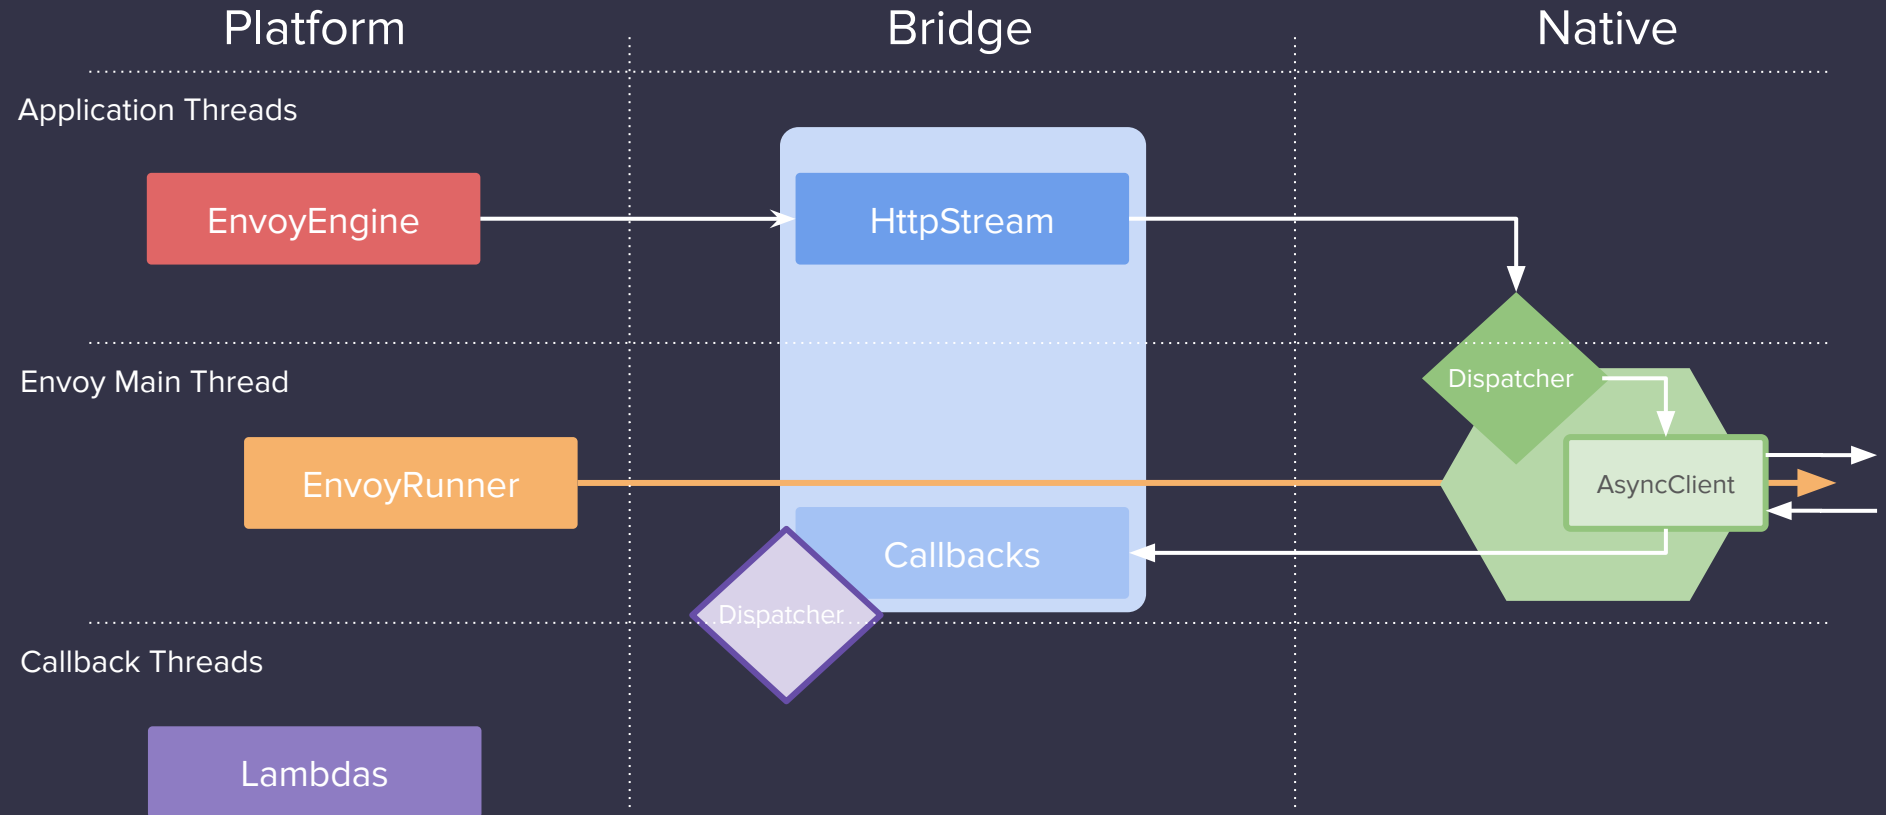 Platform
Bridge
Native
Application Threads
EnvoyEngine
HttpStream
Envoy Main Thread
Dispatcher
EnvoyRunner
AsyncClient
Callbacks
Dispatcher
Callback Threads
Lambdas